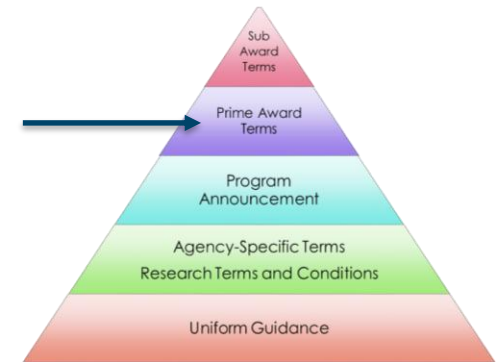 Sub
Award
Terms
Prime Award
Terms
Program
Announcement
Agency-Specific Terms
Research Terms and Conditions
Uniform Guidance